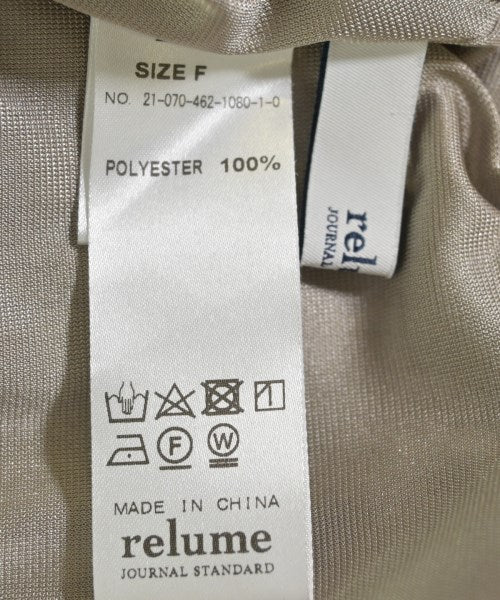 SIZE F
NO. 21-070-462-1080-1-0
POLYESTER 100%
F W
MADE IN CHINA
relume
JOURNAL STANDARD
rel
JOURNAL